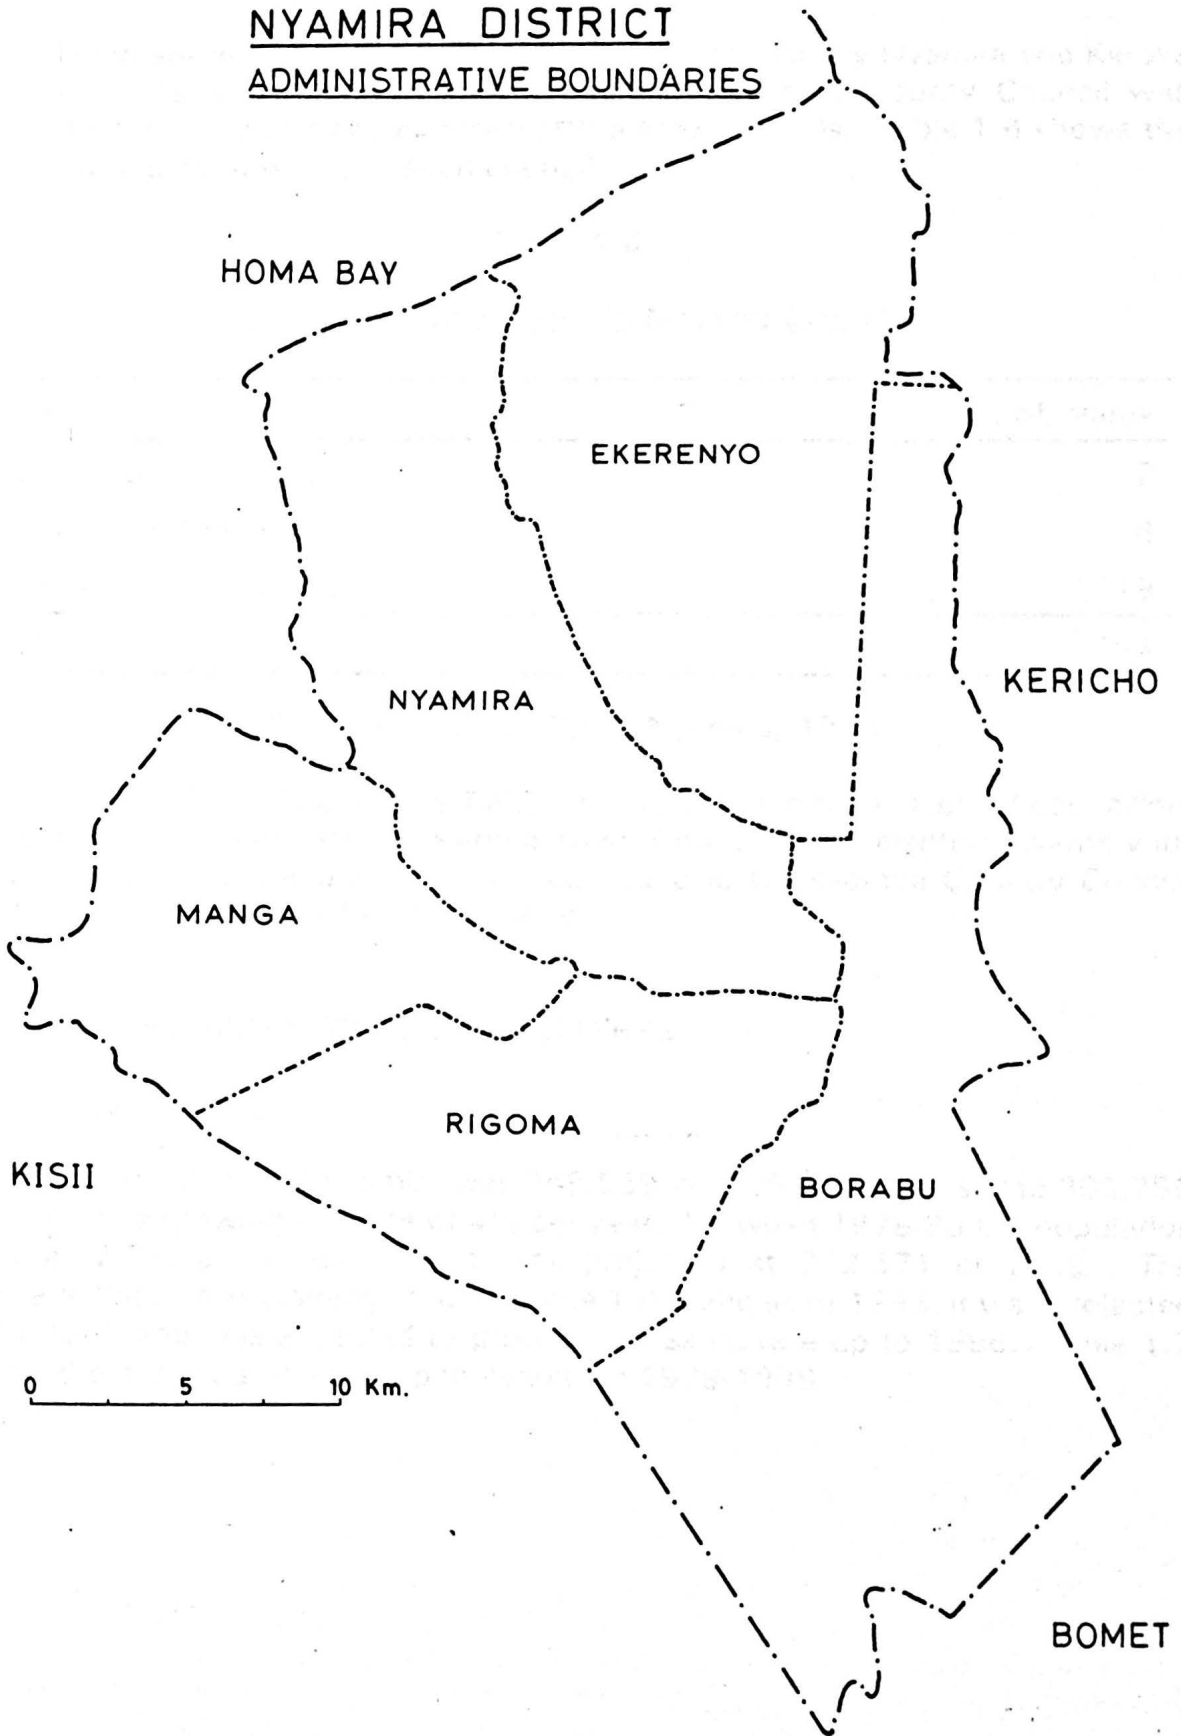 NYAMIRA DISTRICT
ADMINISTRATIVE BOUNDARIES
HOMA BAY
EKERENYO
KERICHO
NYAMIRA
MANGA
RIGOMA
KISII
BORABU
0 5 10 Km.
BOMET